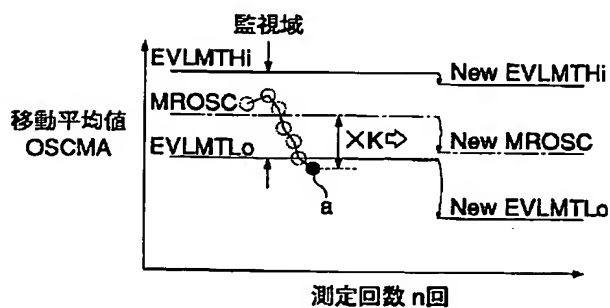 監視域
EVLMTHi
New EVLMTHi
MROSC
移動平均値
OSCMA
×K⇨
New MROSC
EVLMTLo
a
New EVLMTLo
測定回数 n回